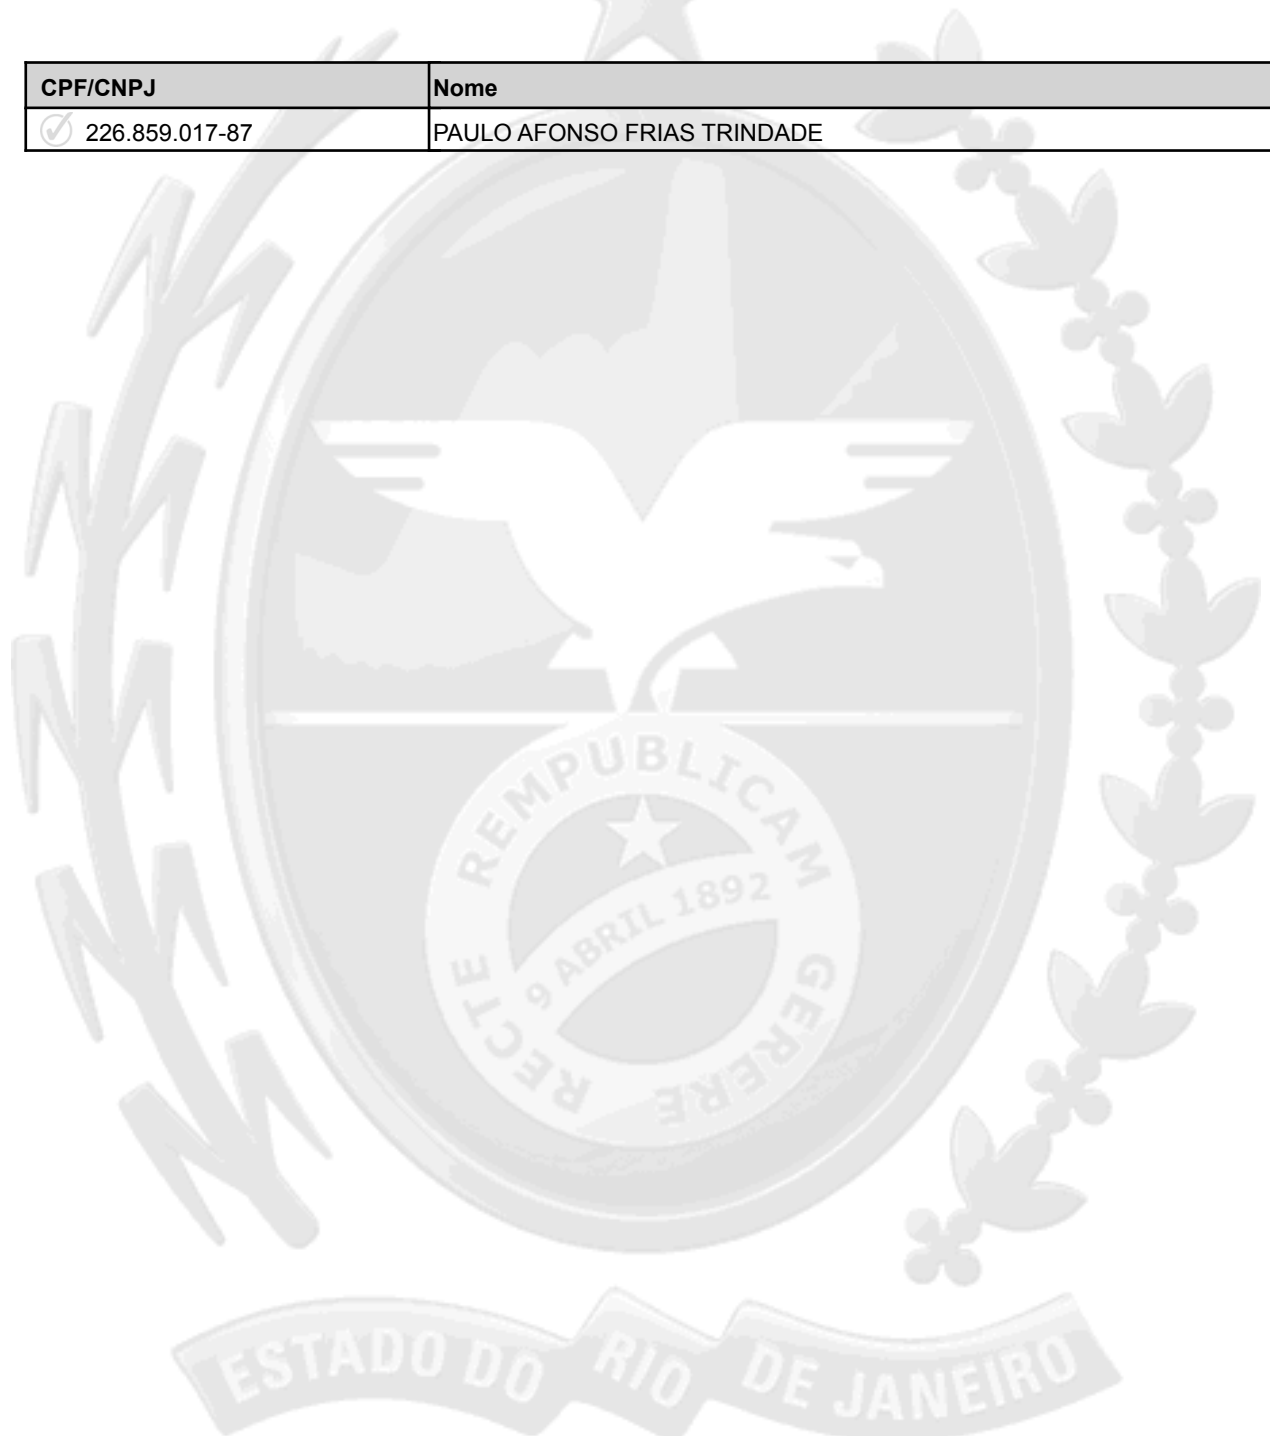 CPF/CNPJ Nome
226.859.017-87 PAULO AFONSO FRIAS TRINDADE
REMPUBLICAM
9 ABRIL 1892
RECTE GERERE
ESTADO DO RIO DE JANEIRO